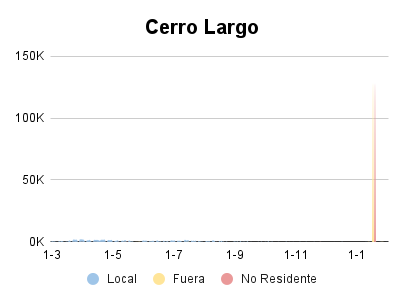 Cerro Largo
150K
100K
50K
0K
1-3 1-5 1-7 1-9 1-11 1-1
Local Fuera No Residente